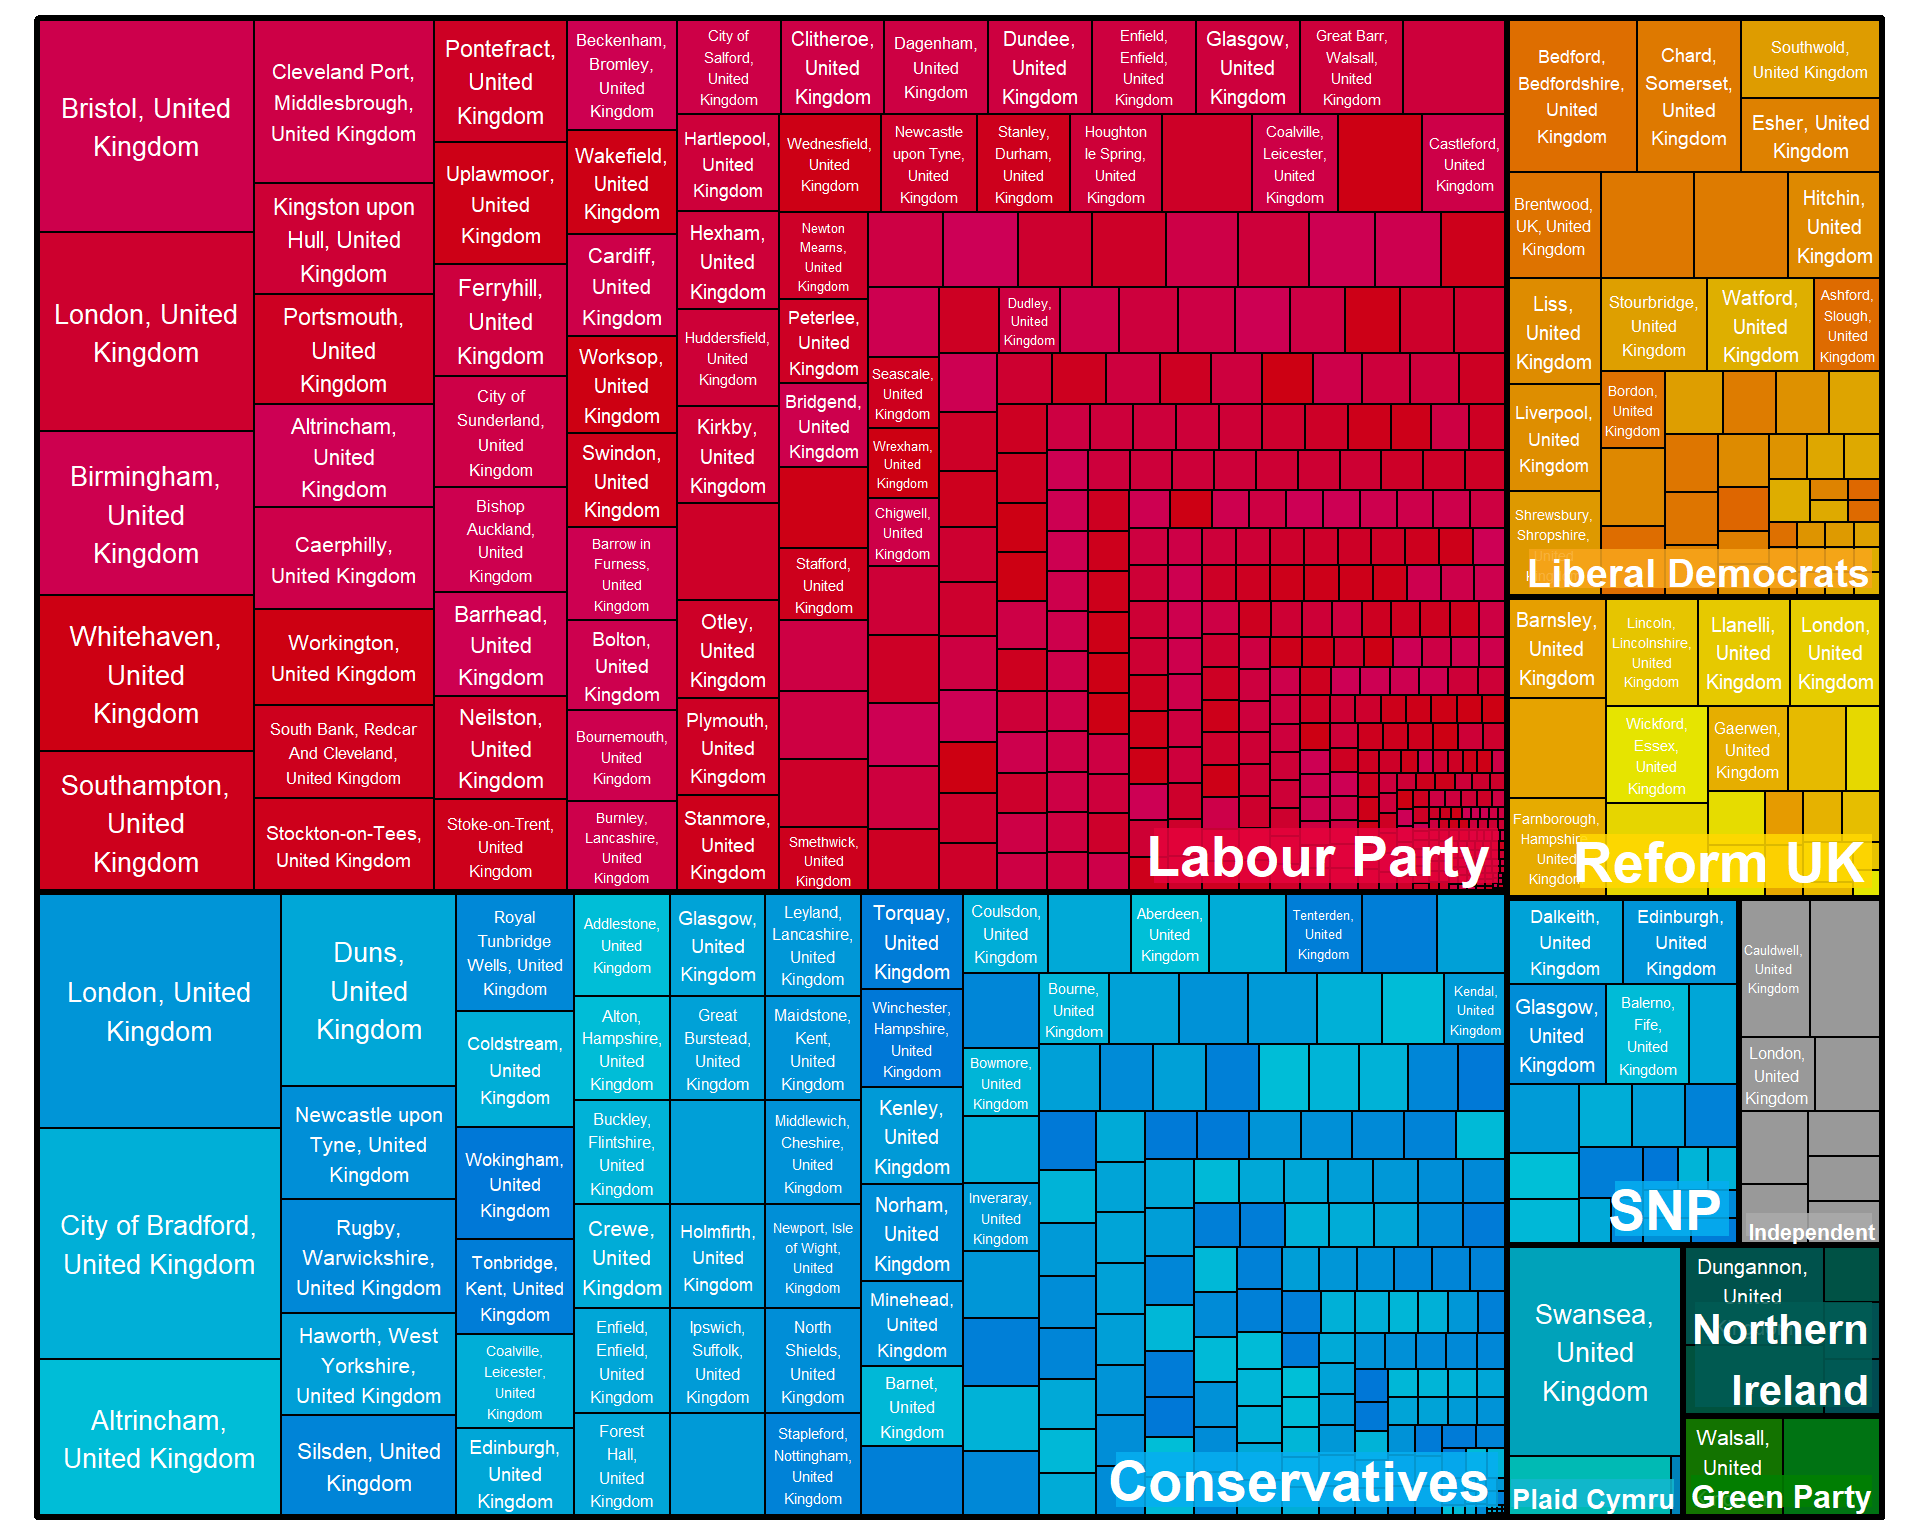 Bristol, United
Kingdom
London, United
Kingdom
Birmingham,
United
Kingdom
Whitehaven,
United
Kingdom
Southampton,
United
Kingdom
Cleveland Port,
Middlesbrough,
United Kingdom
Kingston upon
Hull, United
Kingdom
Portsmouth,
United
Kingdom
Altrincham,
United
Kingdom
Caerphilly,
United Kingdom
Workington,
United Kingdom
South Bank, Redcar
And Cleveland,
United Kingdom
Stockton-on-Tees,
United Kingdom
Pontefract,
United
Kingdom
Uplawmoor,
United
Kingdom
Ferryhill,
United
Kingdom
City of
Sunderland,
United
Kingdom
Bishop
Auckland,
United
Kingdom
Barrhead,
United
Kingdom
Neilston,
United
Kingdom
Stoke-on-Trent,
United
Kingdom
Beckenham,
Bromley,
United
Kingdom
Wakefield,
United
Kingdom
Cardiff,
United
Kingdom
Worksop,
United
Kingdom
Swindon,
United
Kingdom
Barrow in
Furness,
United
Kingdom
Bolton,
United
Kingdom
Bournemouth,
United
Kingdom
Burnley,
Lancashire,
United
Kingdom
City of
Salford,
United
Kingdom
Hartlepool,
United
Kingdom
Hexham,
United
Kingdom
Huddersfield,
United
Kingdom
Kirkby,
United
Kingdom
Otley,
United
Kingdom
Plymouth,
United
Kingdom
Stanmore,
United
Kingdom
Clitheroe,
United
Kingdom
Dagenham,
United
Kingdom
Dundee,
United
Kingdom
Enfield,
Enfield,
United
Kingdom
Glasgow,
United
Kingdom
Great Barr,
Walsall,
United
Kingdom
Wednesfield,
United
Kingdom
Newcastle
upon Tyne,
United
Kingdom
Stanley,
Durham,
United
Kingdom
Houghton
le Spring,
United
Kingdom
Coalville,
Leicester,
United
Kingdom
Castleford,
United
Kingdom
Newton
Mearns,
United
Kingdom
Peterlee,
United
Kingdom
Bridgend,
United
Kingdom
Stafford,
United
Kingdom
Smethwick,
United
Kingdom
Dudley,
United
Kingdom
Seascale,
United
Kingdom
Wrexham,
United
Kingdom
Chigwell,
United
Kingdom
Labour Party
Bedford,
Bedfordshire,
United
Kingdom
Chard,
Somerset,
United
Kingdom
Southwold,
United Kingdom
Esher, United
Kingdom
Brentwood,
UK, United
Kingdom
Hitchin,
United
Kingdom
Liss,
United
Kingdom
Stourbridge,
United
Kingdom
Watford,
United
Kingdom
Ashford,
Slough,
United
Kingdom
Liverpool,
United
Kingdom
Bordon,
United
Kingdom
Shrewsbury,
Shropshire,
United
Liberal Democrats
Barnsley,
United
Kingdom
Lincoln,
Lincolnshire,
United
Kingdom
Llanelli,
United
Kingdom
London,
United
Kingdom
Wickford,
Essex,
United
Kingdom
Gaerwen,
United
Kingdom
Farnborough,
Hampshire,
United
Kingdom
Reform UK
London, United
Kingdom
City of Bradford,
United Kingdom
Altrincham,
United Kingdom
Duns,
United
Kingdom
Newcastle upon
Tyne, United
Kingdom
Rugby,
Warwickshire,
United Kingdom
Haworth, West
Yorkshire,
United Kingdom
Silsden, United
Kingdom
Royal
Tunbridge
Wells, United
Kingdom
Coldstream,
United
Kingdom
Wokingham,
United
Kingdom
Tonbridge,
Kent, United
Kingdom
Coalville,
Leicester,
United
Kingdom
Edinburgh,
United
Kingdom
Addlestone,
United
Kingdom
Alton,
Hampshire,
United
Kingdom
Buckley,
Flintshire,
United
Kingdom
Crewe,
United
Kingdom
Enfield,
Enfield,
United
Kingdom
Forest
Hall,
United
Kingdom
Glasgow,
United
Kingdom
Great
Burstead,
United
Kingdom
Holmfirth,
United
Kingdom
Ipswich,
Suffolk,
United
Kingdom
Leyland,
Lancashire,
United
Kingdom
Maidstone,
Kent,
United
Kingdom
Middlewich,
Cheshire,
United
Kingdom
Newport, Isle
of Wight,
United
Kingdom
North
Shields,
United
Kingdom
Stapleford,
Nottingham,
United
Kingdom
Torquay,
United
Kingdom
Winchester,
Hampshire,
United
Kingdom
Kenley,
United
Kingdom
Norham,
United
Kingdom
Minehead,
United
Kingdom
Barnet,
United
Kingdom
Coulsdon,
United
Kingdom
Aberdeen,
United
Kingdom
Tenterden,
United
Kingdom
Bourne,
United
Kingdom
Kendal,
United
Kingdom
Bowmore,
United
Kingdom
Inveraray,
United
Kingdom
Conservatives
Dalkeith,
United
Kingdom
Edinburgh,
United
Kingdom
Glasgow,
United
Kingdom
Balerno,
Fife,
United
Kingdom
SNP
Cauldwell,
United
Kingdom
London,
United
Kingdom
Independent
Swansea,
United
Kingdom
Plaid Cymru
Dungannon,
United
Northern
Ireland
Walsall,
United
Green Party